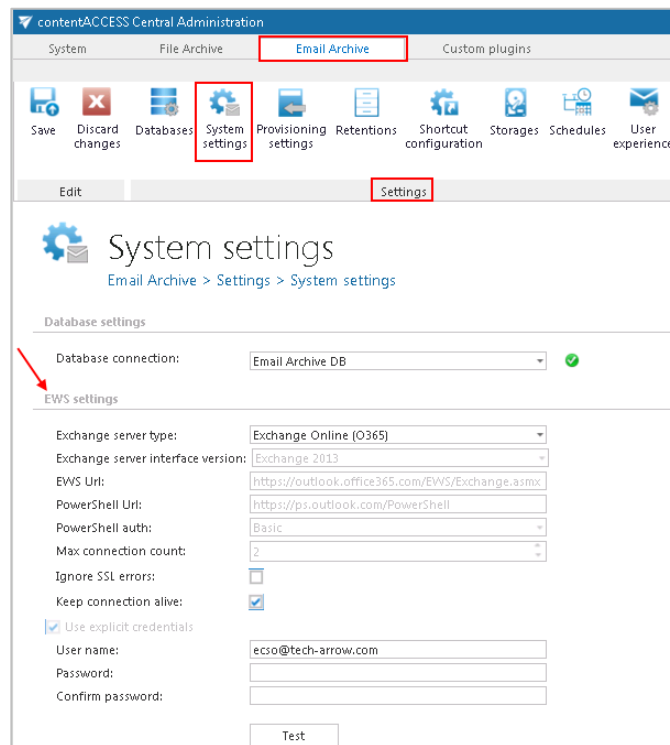 contentACCESS Central Administration
System File Archive Email Archive Custom plugins
Save Discard changes Databases System settings Provisioning settings Retentions Shortcut configuration Storages Schedules User experience
Edit Settings
System settings
Email Archive > Settings > System settings
Database settings
Database connection: Email Archive DB
EWS settings
Exchange server type: Exchange Online (O365)
Exchange server interface version: Exchange 2013
EWS Url: https://outlook.office365.com/EWS/Exchange.asmx
PowerShell Url: https://ps.outlook.com/PowerShell
PowerShell auth: Basic
Max connection count: 2
Ignore SSL errors:
Keep connection alive:
Use explicit credentials
User name: ecso@tech-arrow.com
Password:
Confirm password:
Test